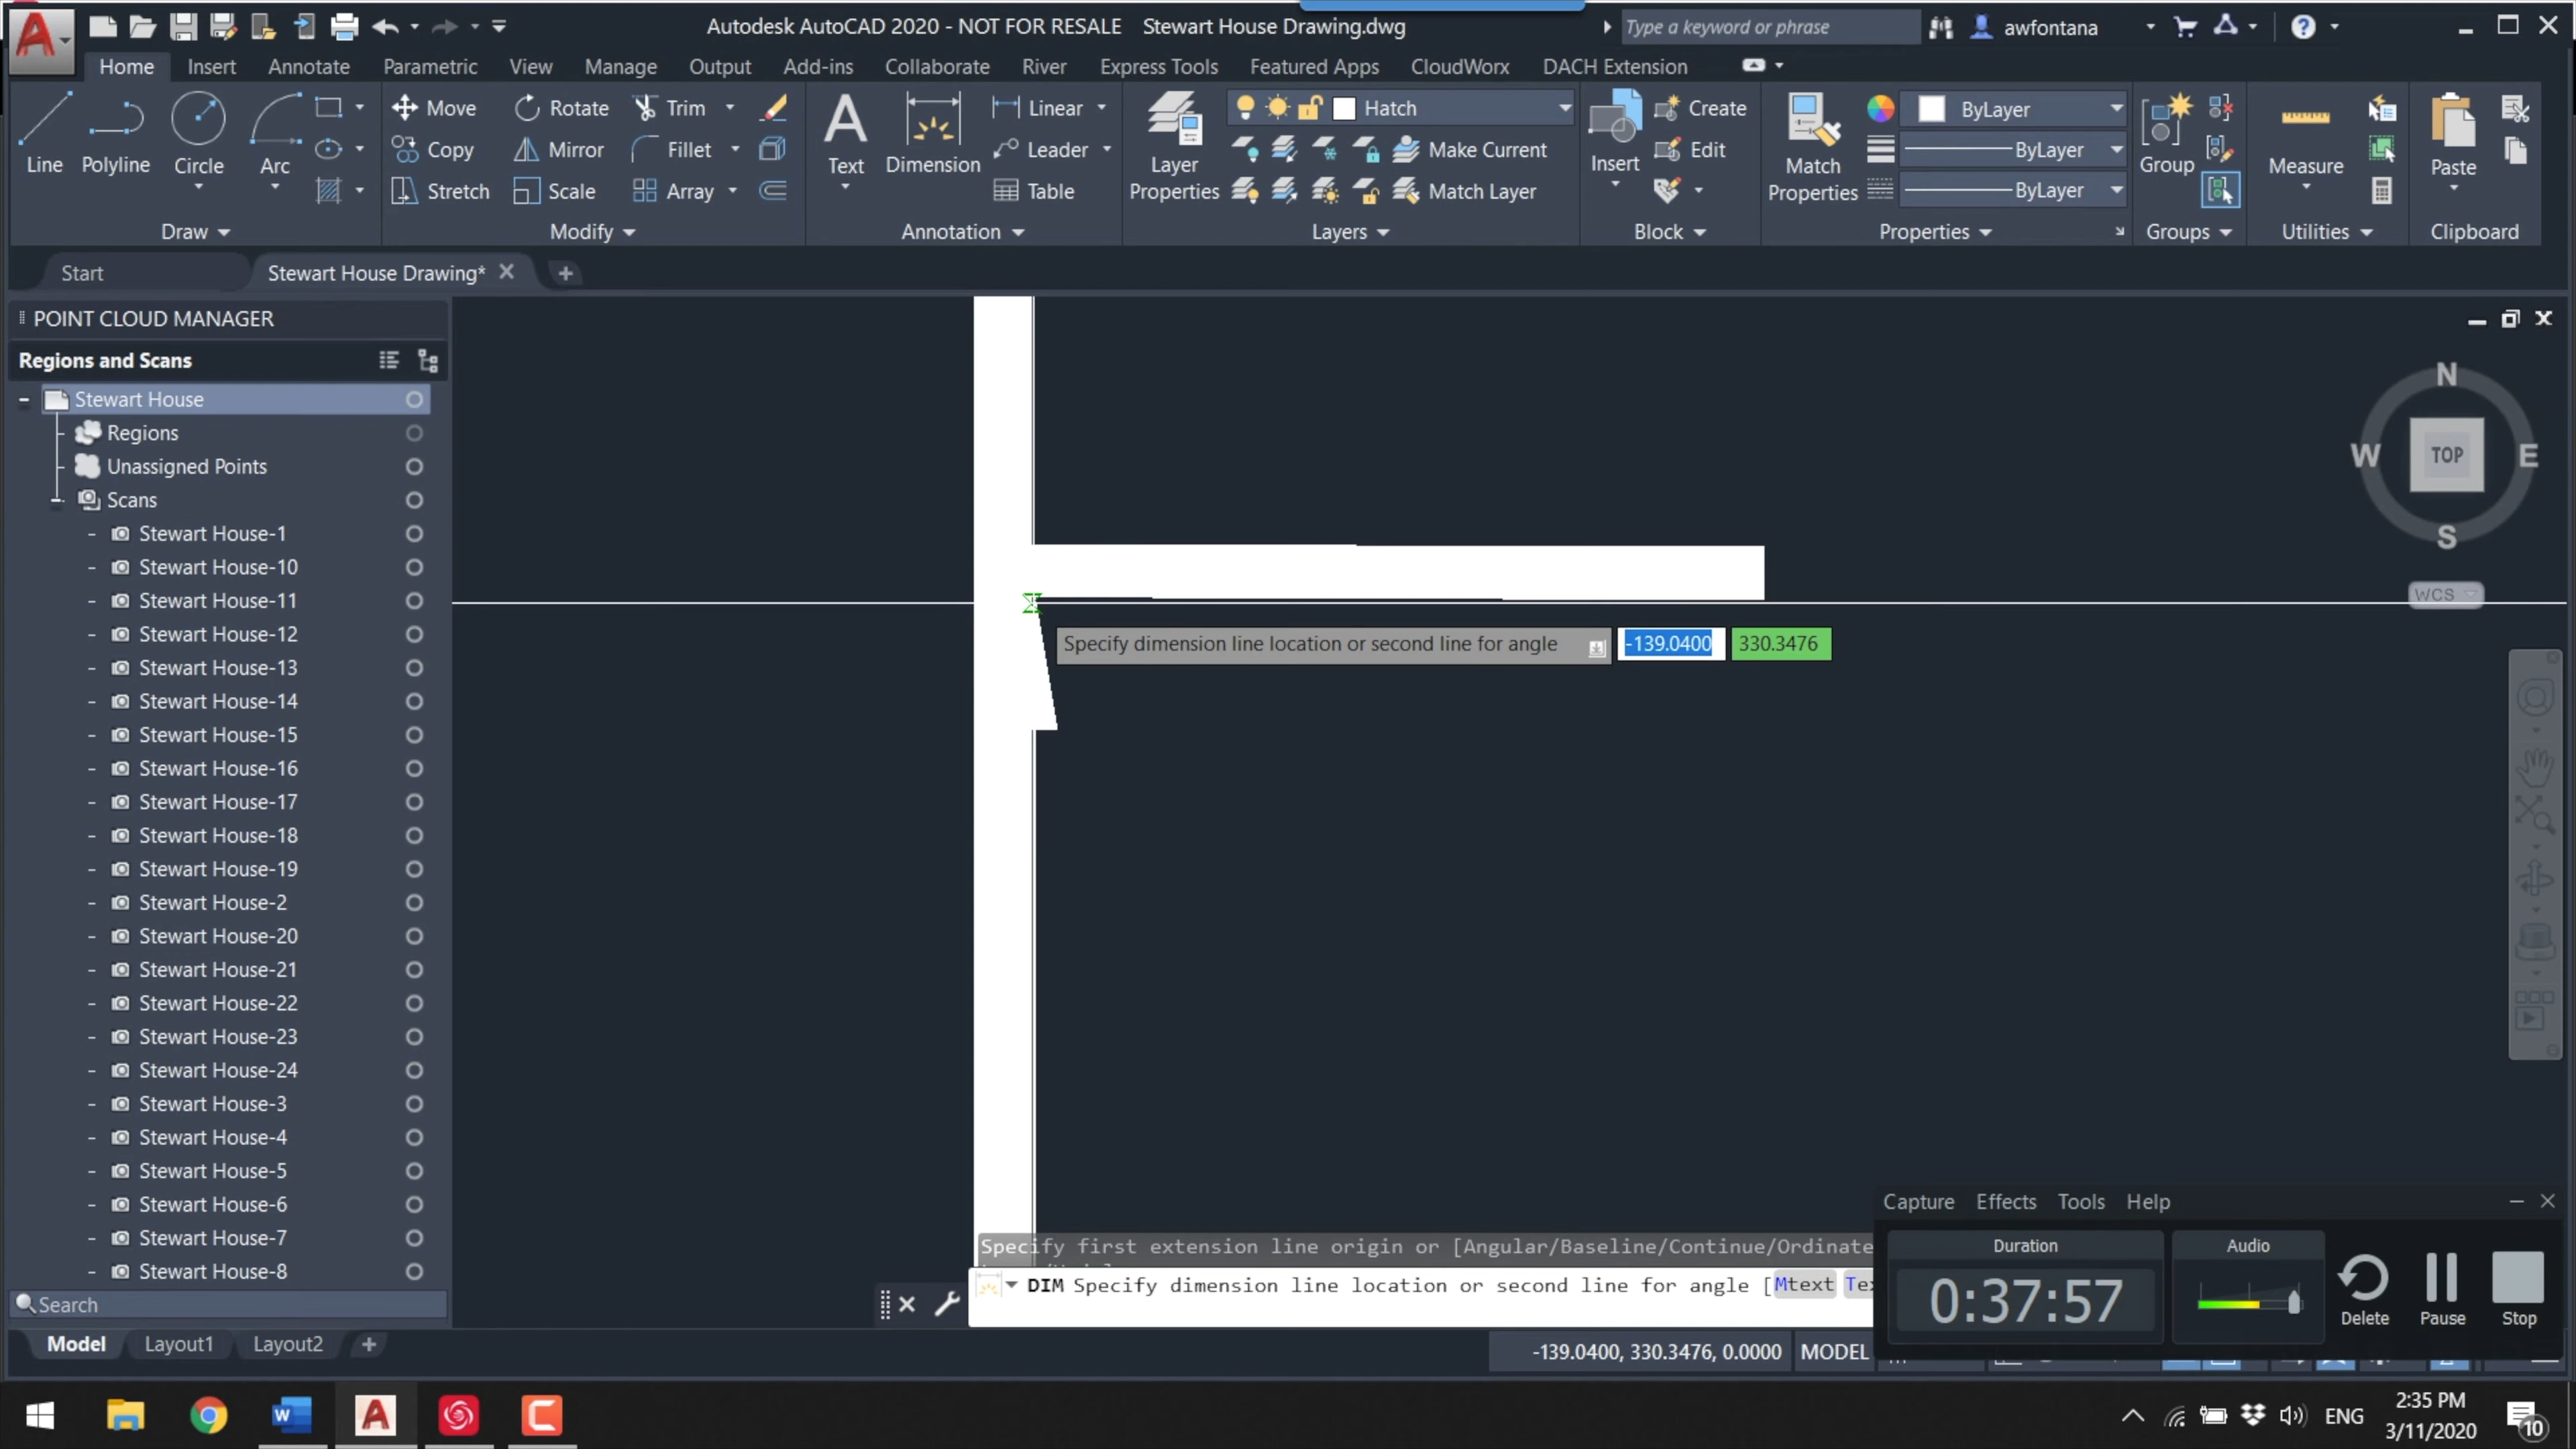 Autodesk AutoCAD 2020 - NOT FOR RESALE Stewart House Drawing.dwg
Type a keyword or phrase
awfontana
Home Insert Annotate Parametric View Manage Output Add-ins Collaborate River Express Tools Featured Apps CloudWorx DACH Extension
Line Polyline Circle Arc
Move Rotate Trim
Copy Mirror Fillet
Stretch Scale Array
Text Dimension
Linear
Leader
Table
Layer Properties
Hatch
Make Current
Match Layer
Insert
Create
Edit
Match Properties
ByLayer
ByLayer
ByLayer
Group
Measure
Paste
Draw Modify Annotation Layers Block Properties Groups Utilities Clipboard
Start
Stewart House Drawing*
POINT CLOUD MANAGER
Regions and Scans
Stewart House
Regions
Unassigned Points
Scans
Stewart House-1
Stewart House-10
Stewart House-11
Stewart House-12
Stewart House-13
Stewart House-14
Stewart House-15
Stewart House-16
Stewart House-17
Stewart House-18
Stewart House-19
Stewart House-2
Stewart House-20
Stewart House-21
Stewart House-22
Stewart House-23
Stewart House-24
Stewart House-3
Stewart House-4
Stewart House-5
Stewart House-6
Stewart House-7
Stewart House-8
Search
N
W TOP E
S
WCS
Specify dimension line location or second line for angle -139.0400 330.3476
Specify first extension line origin or [Angular/Baseline/Continue/Ordinate
DIM Specify dimension line location or second line for angle [Mtext Tex
Capture Effects Tools Help
Duration
0:37:57
Audio
Delete Pause Stop
Model Layout1 Layout2
-139.0400, 330.3476, 0.0000 MODEL
ENG
2:35 PM
3/11/2020
10